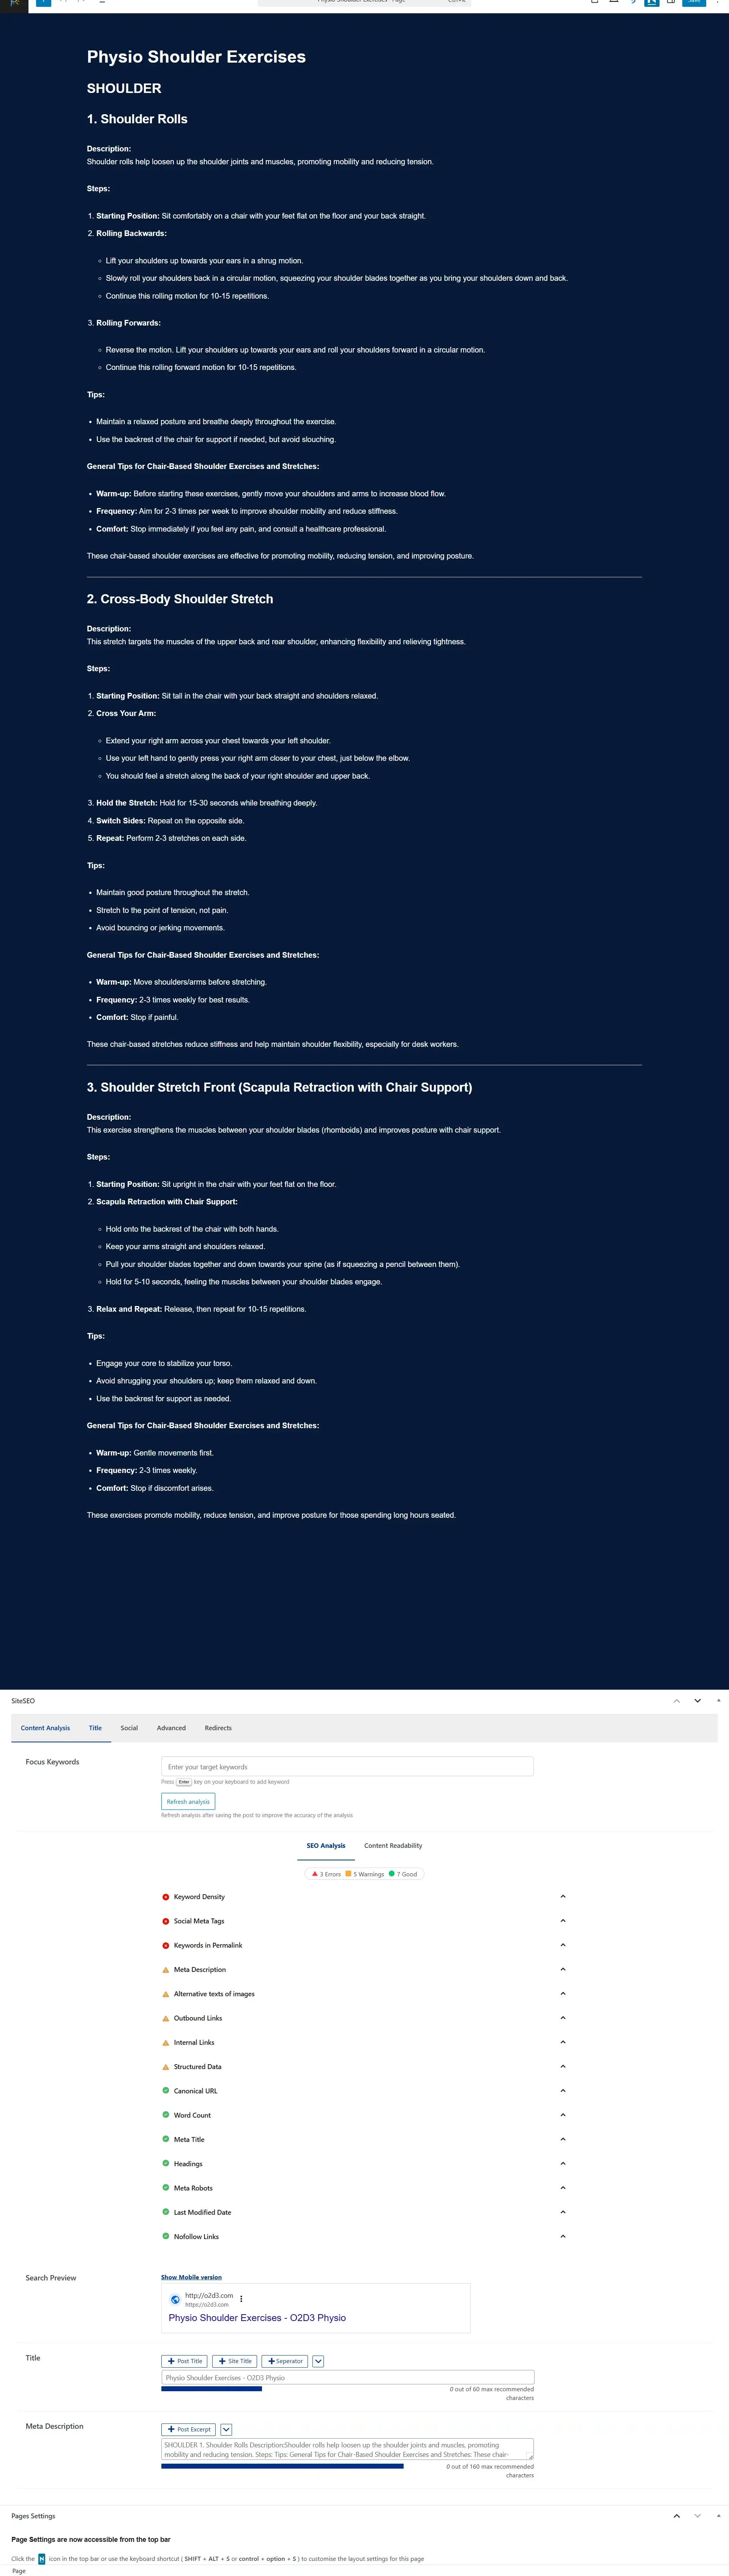 Physio Shoulder Exercises · Page
Ctrl+K
Save
Physio Shoulder Exercises
SHOULDER
1. Shoulder Rolls
Description:
Shoulder rolls help loosen up the shoulder joints and muscles, promoting mobility and reducing tension.
Steps:
1. Starting Position: Sit comfortably on a chair with your feet flat on the floor and your back straight.
2. Rolling Backwards:
Lift your shoulders up towards your ears in a shrug motion.
Slowly roll your shoulders back in a circular motion, squeezing your shoulder blades together as you bring your shoulders down and back.
Continue this rolling motion for 10-15 repetitions.
3. Rolling Forwards:
Reverse the motion. Lift your shoulders up towards your ears and roll your shoulders forward in a circular motion.
Continue this rolling forward motion for 10-15 repetitions.
Tips:
Maintain a relaxed posture and breathe deeply throughout the exercise.
Use the backrest of the chair for support if needed, but avoid slouching.
General Tips for Chair-Based Shoulder Exercises and Stretches:
Warm-up: Before starting these exercises, gently move your shoulders and arms to increase blood flow.
Frequency: Aim for 2-3 times per week to improve shoulder mobility and reduce stiffness.
Comfort: Stop immediately if you feel any pain, and consult a healthcare professional.
These chair-based shoulder exercises are effective for promoting mobility, reducing tension, and improving posture.
2. Cross-Body Shoulder Stretch
Description:
This stretch targets the muscles of the upper back and rear shoulder, enhancing flexibility and relieving tightness.
Steps:
1. Starting Position: Sit tall in the chair with your back straight and shoulders relaxed.
2. Cross Your Arm:
Extend your right arm across your chest towards your left shoulder.
Use your left hand to gently press your right arm closer to your chest, just below the elbow.
You should feel a stretch along the back of your right shoulder and upper back.
3. Hold the Stretch: Hold for 15-30 seconds while breathing deeply.
4. Switch Sides: Repeat on the opposite side.
5. Repeat: Perform 2-3 stretches on each side.
Tips:
Maintain good posture throughout the stretch.
Stretch to the point of tension, not pain.
Avoid bouncing or jerking movements.
General Tips for Chair-Based Shoulder Exercises and Stretches:
Warm-up: Move shoulders/arms before stretching.
Frequency: 2-3 times weekly for best results.
Comfort: Stop if painful.
These chair-based stretches reduce stiffness and help maintain shoulder flexibility, especially for desk workers.
3. Shoulder Stretch Front (Scapula Retraction with Chair Support)
Description:
This exercise strengthens the muscles between your shoulder blades (rhomboids) and improves posture with chair support.
Steps:
1. Starting Position: Sit upright in the chair with your feet flat on the floor.
2. Scapula Retraction with Chair Support:
Hold onto the backrest of the chair with both hands.
Keep your arms straight and shoulders relaxed.
Pull your shoulder blades together and down towards your spine (as if squeezing a pencil between them).
Hold for 5-10 seconds, feeling the muscles between your shoulder blades engage.
3. Relax and Repeat: Release, then repeat for 10-15 repetitions.
Tips:
Engage your core to stabilize your torso.
Avoid shrugging your shoulders up; keep them relaxed and down.
Use the backrest for support as needed.
General Tips for Chair-Based Shoulder Exercises and Stretches:
Warm-up: Gentle movements first.
Frequency: 2-3 times weekly.
Comfort: Stop if discomfort arises.
These exercises promote mobility, reduce tension, and improve posture for those spending long hours seated.
SiteSEO
Content Analysis Title Social Advanced Redirects
Focus Keywords
Enter your target keywords
Press Enter key on your keyboard to add keyword
Refresh analysis
Refresh analysis after saving the post to improve the accuracy of the analysis
SEO Analysis Content Readability
3 Errors 5 Warnings 7 Good
Keyword Density
Social Meta Tags
Keywords in Permalink
Meta Description
Alternative texts of images
Outbound Links
Internal Links
Structured Data
Canonical URL
Word Count
Meta Title
Headings
Meta Robots
Last Modified Date
Nofollow Links
Search Preview
Show Mobile version
http://o2d3.com
https://o2d3.com
Physio Shoulder Exercises - O2D3 Physio
Title
Post Title Site Title Seperator
Physio Shoulder Exercises - O2D3 Physio
0 out of 60 max recommended
characters
Meta Description
Post Excerpt
SHOULDER 1. Shoulder Rolls Description:Shoulder rolls help loosen up the shoulder joints and muscles, promoting
mobility and reducing tension. Steps: Tips: General Tips for Chair-Based Shoulder Exercises and Stretches: These chair-
0 out of 160 max recommended
characters
Pages Settings
Page Settings are now accessible from the top bar
Click the icon in the top bar or use the keyboard shortcut ( SHIFT + ALT + S or control + option + S ) to customise the layout settings for this page
Page